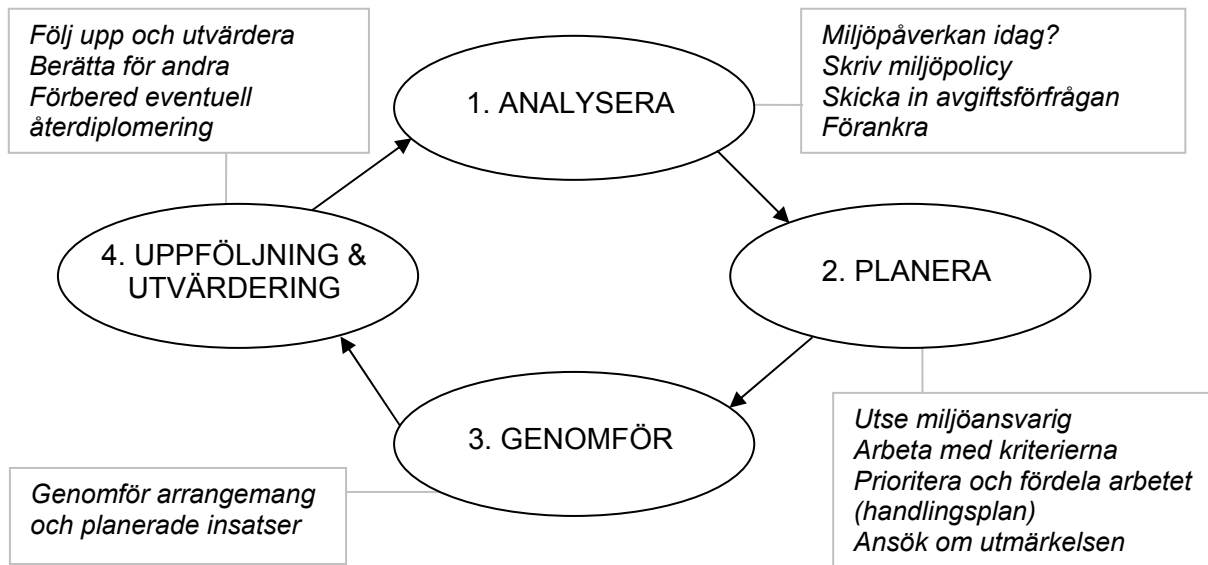 Följ upp och utvärdera
Berätta för andra
Förbered eventuell
återdiplomering
1. ANALYSERA
Miljöpåverkan idag?
Skriv miljöpolicy
Skicka in avgiftsförfrågan
Förankra
4. UPPFÖLJNING &
UTVÄRDERING
2. PLANERA
3. GENOMFÖR
Genomför arrangemang
och planerade insatser
Utse miljöansvarig
Arbeta med kriterierna
Prioritera och fördela arbetet
(handlingsplan)
Ansök om utmärkelsen